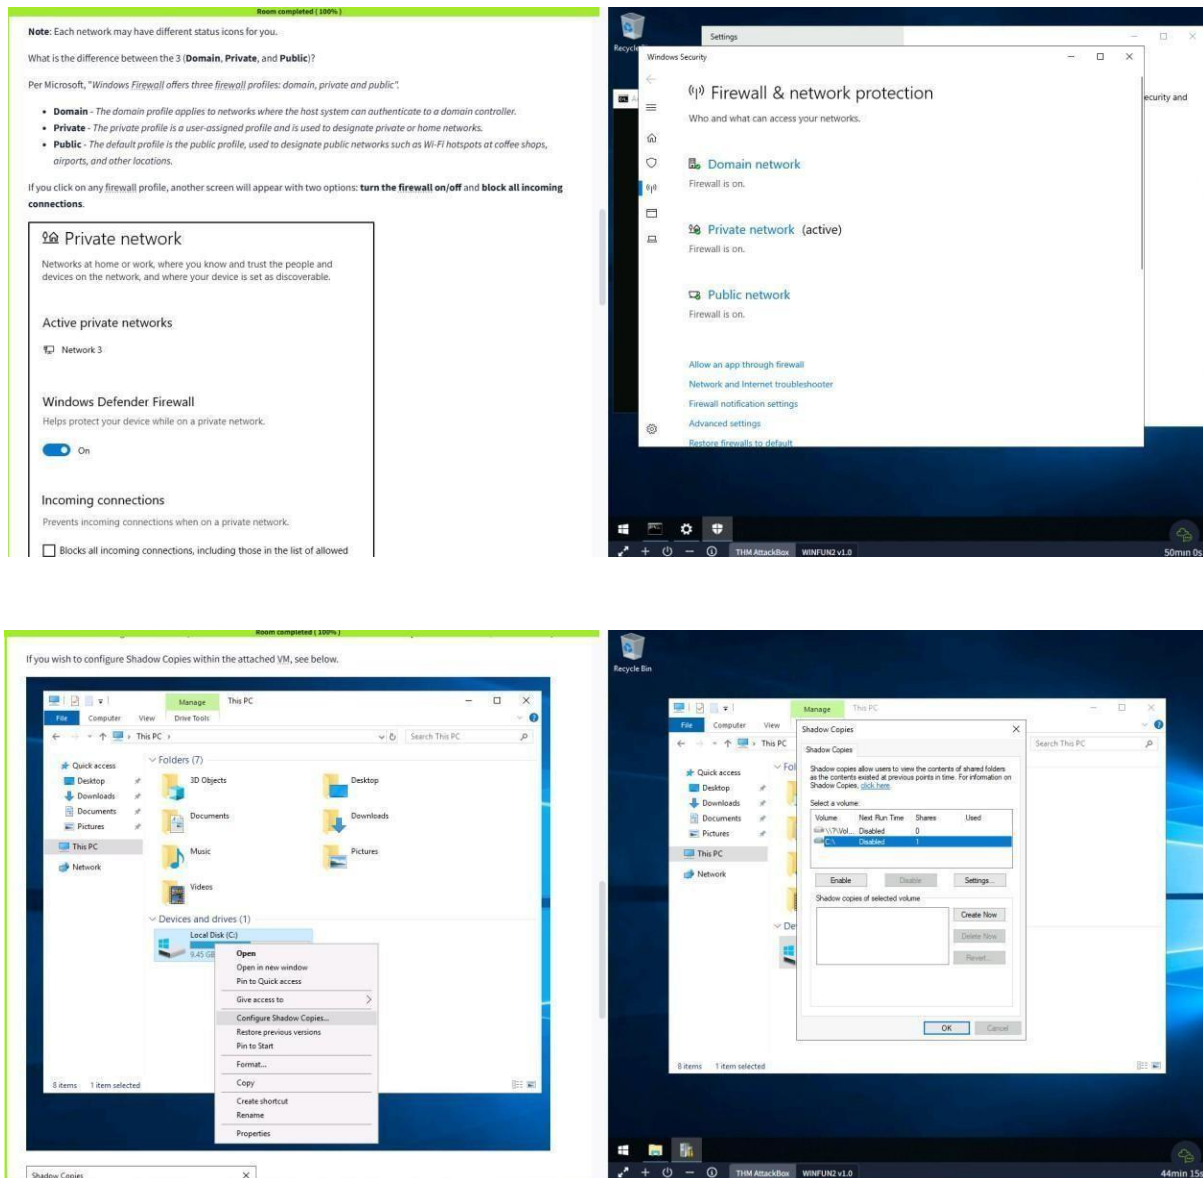 Room completed ( 100% )
Note: Each network may have different status icons for you.
What is the difference between the 3 (Domain, Private, and Public)?
Per Microsoft, "Windows Firewall offers three firewall profiles: domain, private and public".
• Domain - The domain profile applies to networks where the host system can authenticate to a domain controller.
• Private - The private profile is a user-assigned profile and is used to designate private or home networks.
• Public - The default profile is the public profile, used to designate public networks such as Wi-Fi hotspots at coffee shops,
airports, and other locations.
If you click on any firewall profile, another screen will appear with two options: turn the firewall on/off and block all incoming
connections.
Private network
Networks at home or work, where you know and trust the people and
devices on the network, and where your device is set as discoverable.
Active private networks
Network 3
Windows Defender Firewall
Helps protect your device while on a private network.
On
Incoming connections
Prevents incoming connections when on a private network.
Blocks all incoming connections, including those in the list of allowed
Settings
Windows Security
ecurity and
Firewall & network protection
Who and what can access your networks.
Domain network
Firewall is on.
Private network (active)
Firewall is on.
Public network
Firewall is on.
Allow an app through firewall
Network and Internet troubleshooter
Firewall notification settings
Advanced settings
Restore firewalls to default
THM AttackBox WINFUN2 v1.0 50min 0s
Room completed ( 100% )
If you wish to configure Shadow Copies within the attached VM, see below.
Manage This PC
File Computer View Drive Tools
This PC Search This PC
Quick access
Desktop
Downloads
Documents
Pictures
This PC
Network
Folders (7)
3D Objects Desktop
Documents Downloads
Music Pictures
Videos
Devices and drives (1)
Local Disk (C:)
9.45 GB
Open
Open in new window
Pin to Quick access
Give access to
Configure Shadow Copies...
Restore previous versions
Pin to Start
Format...
Copy
Create shortcut
Rename
Properties
8 items 1 item selected
Shadow Copies
Recycle Bin
Manage This PC
File Computer View
This PC Search This PC
Quick access
Desktop
Downloads
Documents
Pictures
This PC
Network
Fol
De
Shadow Copies
Shadow Copies
Shadow copies allow users to view the contents of shared folders
as the contents existed at previous points in time. For information on
Shadow Copies, click here.
Select a volume:
Volume Next Run Time Shares Used
\\?\Vol... Disabled 0
C:\ Disabled 1
Enable Disable Settings...
Shadow copies of selected volume
Create Now
Delete Now
Revert...
OK Cancel
8 items 1 item selected
THM AttackBox WINFUN2 v1.0 44min 15s